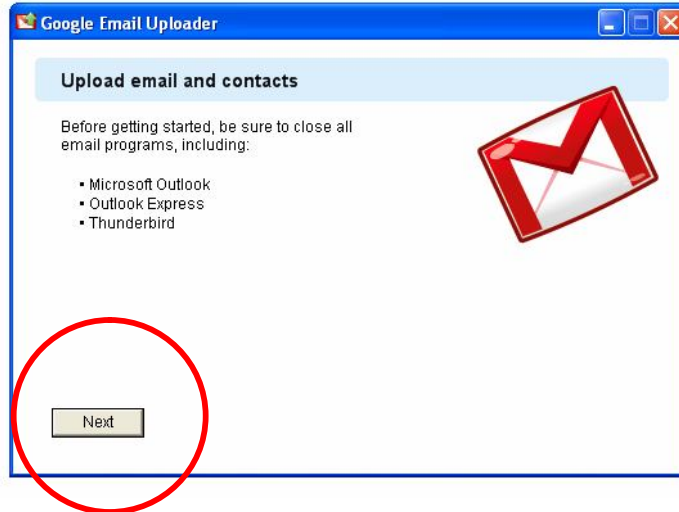 Google Email Uploader
Upload email and contacts
Before getting started, be sure to close all
email programs, including:
▪ Microsoft Outlook
▪ Outlook Express
▪ Thunderbird
Next